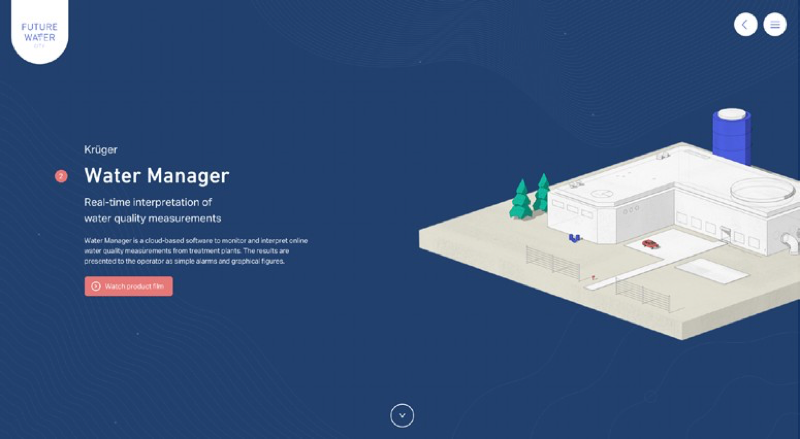 FUTURE
WATER
CITY
Krüger
2
Water Manager
Real-time interpretation of
water quality measurements
Water Manager is a cloud-based software to monitor and interpret online
water quality measurements from treatment plants. The results are
presented to the operator as simple alarms and graphical figures.
Watch product film